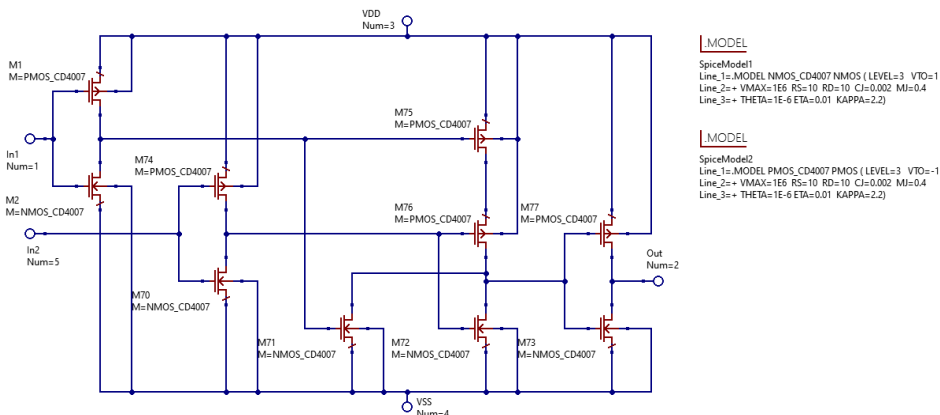 VDD
Num=3
M1
M=PMOS_CD4007
In1
Num=1
M2
M=NMOS_CD4007
M74
M=PMOS_CD4007
In2
Num=5
M70
M=NMOS_CD4007
M75
M=PMOS_CD4007
M76
M=PMOS_CD4007
M77
M=PMOS_CD4007
Out
Num=2
M71
M=NMOS_CD4007
M72
M=NMOS_CD4007
M73
M=NMOS_CD4007
VSS
Num=4
.MODEL
SpiceModel1
Line_1=.MODEL NMOS_CD4007 NMOS ( LEVEL=3 VTO=1
Line_2=+ VMAX=1E6 RS=10 RD=10 CJ=0.002 MJ=0.4
Line_3=+ THETA=1E-6 ETA=0.01 KAPPA=2.2)
.MODEL
SpiceModel2
Line_1=.MODEL PMOS_CD4007 PMOS ( LEVEL=3 VTO=-1
Line_2=+ VMAX=1E6 RS=10 RD=10 CJ=0.002 MJ=0.4
Line_3=+ THETA=1E-6 ETA=0.01 KAPPA=2.2)